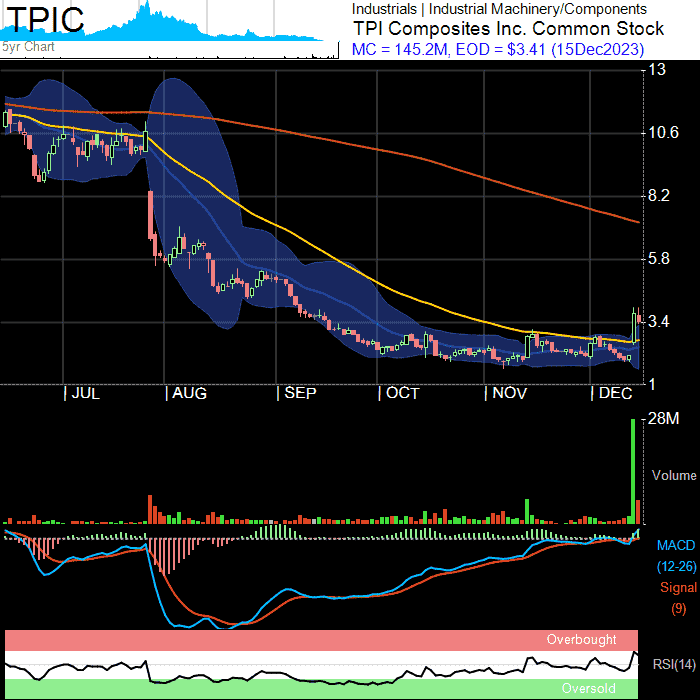 TPIC
5yr Chart
Industrials | Industrial Machinery/Components
TPI Composites Inc. Common Stock
MC = 145.2M, EOD = $3.41 (15Dec2023)
13
10.6
8.2
5.8
3.4
1
| JUL | AUG | SEP | OCT | NOV | DEC
28M
Volume
MACD
(12-26)
Signal
(9)
Overbought
RSI(14)
Oversold